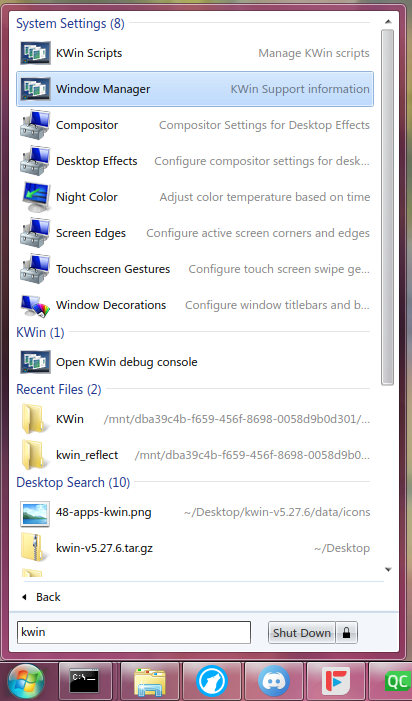 System Settings (8)
KWin Scripts Manage KWin scripts
Window Manager KWin Support information
Compositor Compositor Settings for Desktop Effects
Desktop Effects Configure compositor settings for desk...
Night Color Adjust color temperature based on time
Screen Edges Configure active screen corners and edges
Touchscreen Gestures Configure touch screen swipe ge...
Window Decorations Configure window titlebars and b...
KWin (1)
Open KWin debug console
Recent Files (2)
KWin /mnt/dba39c4b-f659-456f-8698-0058d9b0d301/...
kwin_reflect /mnt/dba39c4b-f659-456f-8698-0058d9b0...
Desktop Search (10)
48-apps-kwin.png ~/Desktop/kwin-v5.27.6/data/icons
kwin-v5.27.6.tar.gz ~/Desktop
Back
kwin Shut Down
C:\_ QC